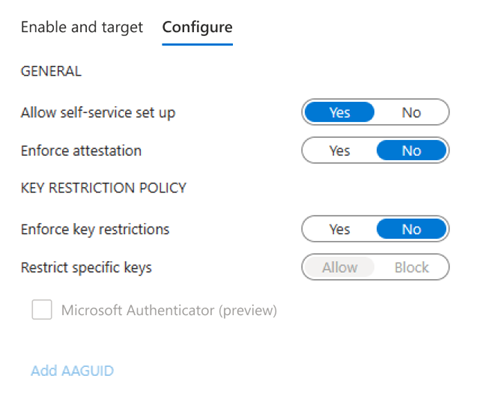 Enable and target Configure
GENERAL
Allow self-service set up Yes No
Enforce attestation Yes No
KEY RESTRICTION POLICY
Enforce key restrictions Yes No
Restrict specific keys Allow Block
Microsoft Authenticator (preview)
Add AAGUID